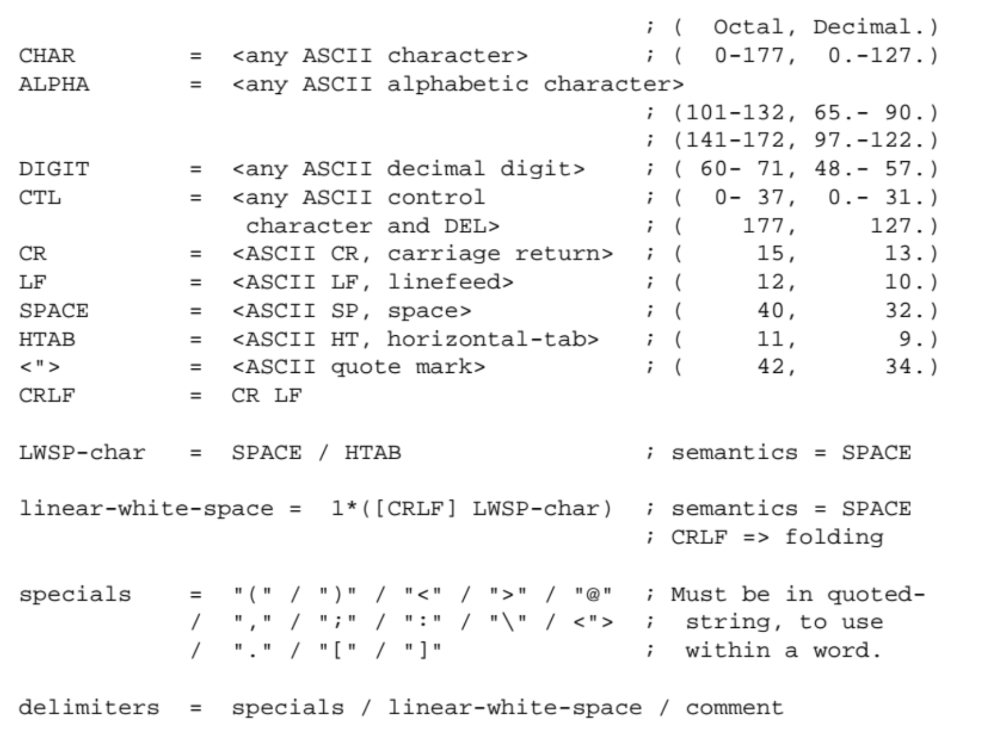 ; (  Octal, Decimal.)
CHAR        =  <any ASCII character>        ; (  0-177,  0.-127.)
ALPHA       =  <any ASCII alphabetic character>
                                            ; (101-132, 65.- 90.)
                                            ; (141-172, 97.-122.)
DIGIT       =  <any ASCII decimal digit>    ; ( 60- 71, 48.- 57.)
CTL         =  <any ASCII control           ; (  0- 37,  0.- 31.)
                character and DEL>          ; (    177,     127.)
CR          =  <ASCII CR, carriage return>  ; (     15,      13.)
LF          =  <ASCII LF, linefeed>         ; (     12,      10.)
SPACE       =  <ASCII SP, space>            ; (     40,      32.)
HTAB        =  <ASCII HT, horizontal-tab>   ; (     11,       9.)
<">         =  <ASCII quote mark>           ; (     42,      34.)
CRLF        =  CR LF

LWSP-char   =  SPACE / HTAB                 ; semantics = SPACE

linear-white-space =  1*([CRLF] LWSP-char)  ; semantics = SPACE
                                            ; CRLF => folding

specials    =  "(" / ")" / "<" / ">" / "@"  ; Must be in quoted-
            /  "," / ";" / ":" / "\" / <">  ;  string, to use
            /  "." / "[" / "]"              ;  within a word.

delimiters  =  specials / linear-white-space / comment